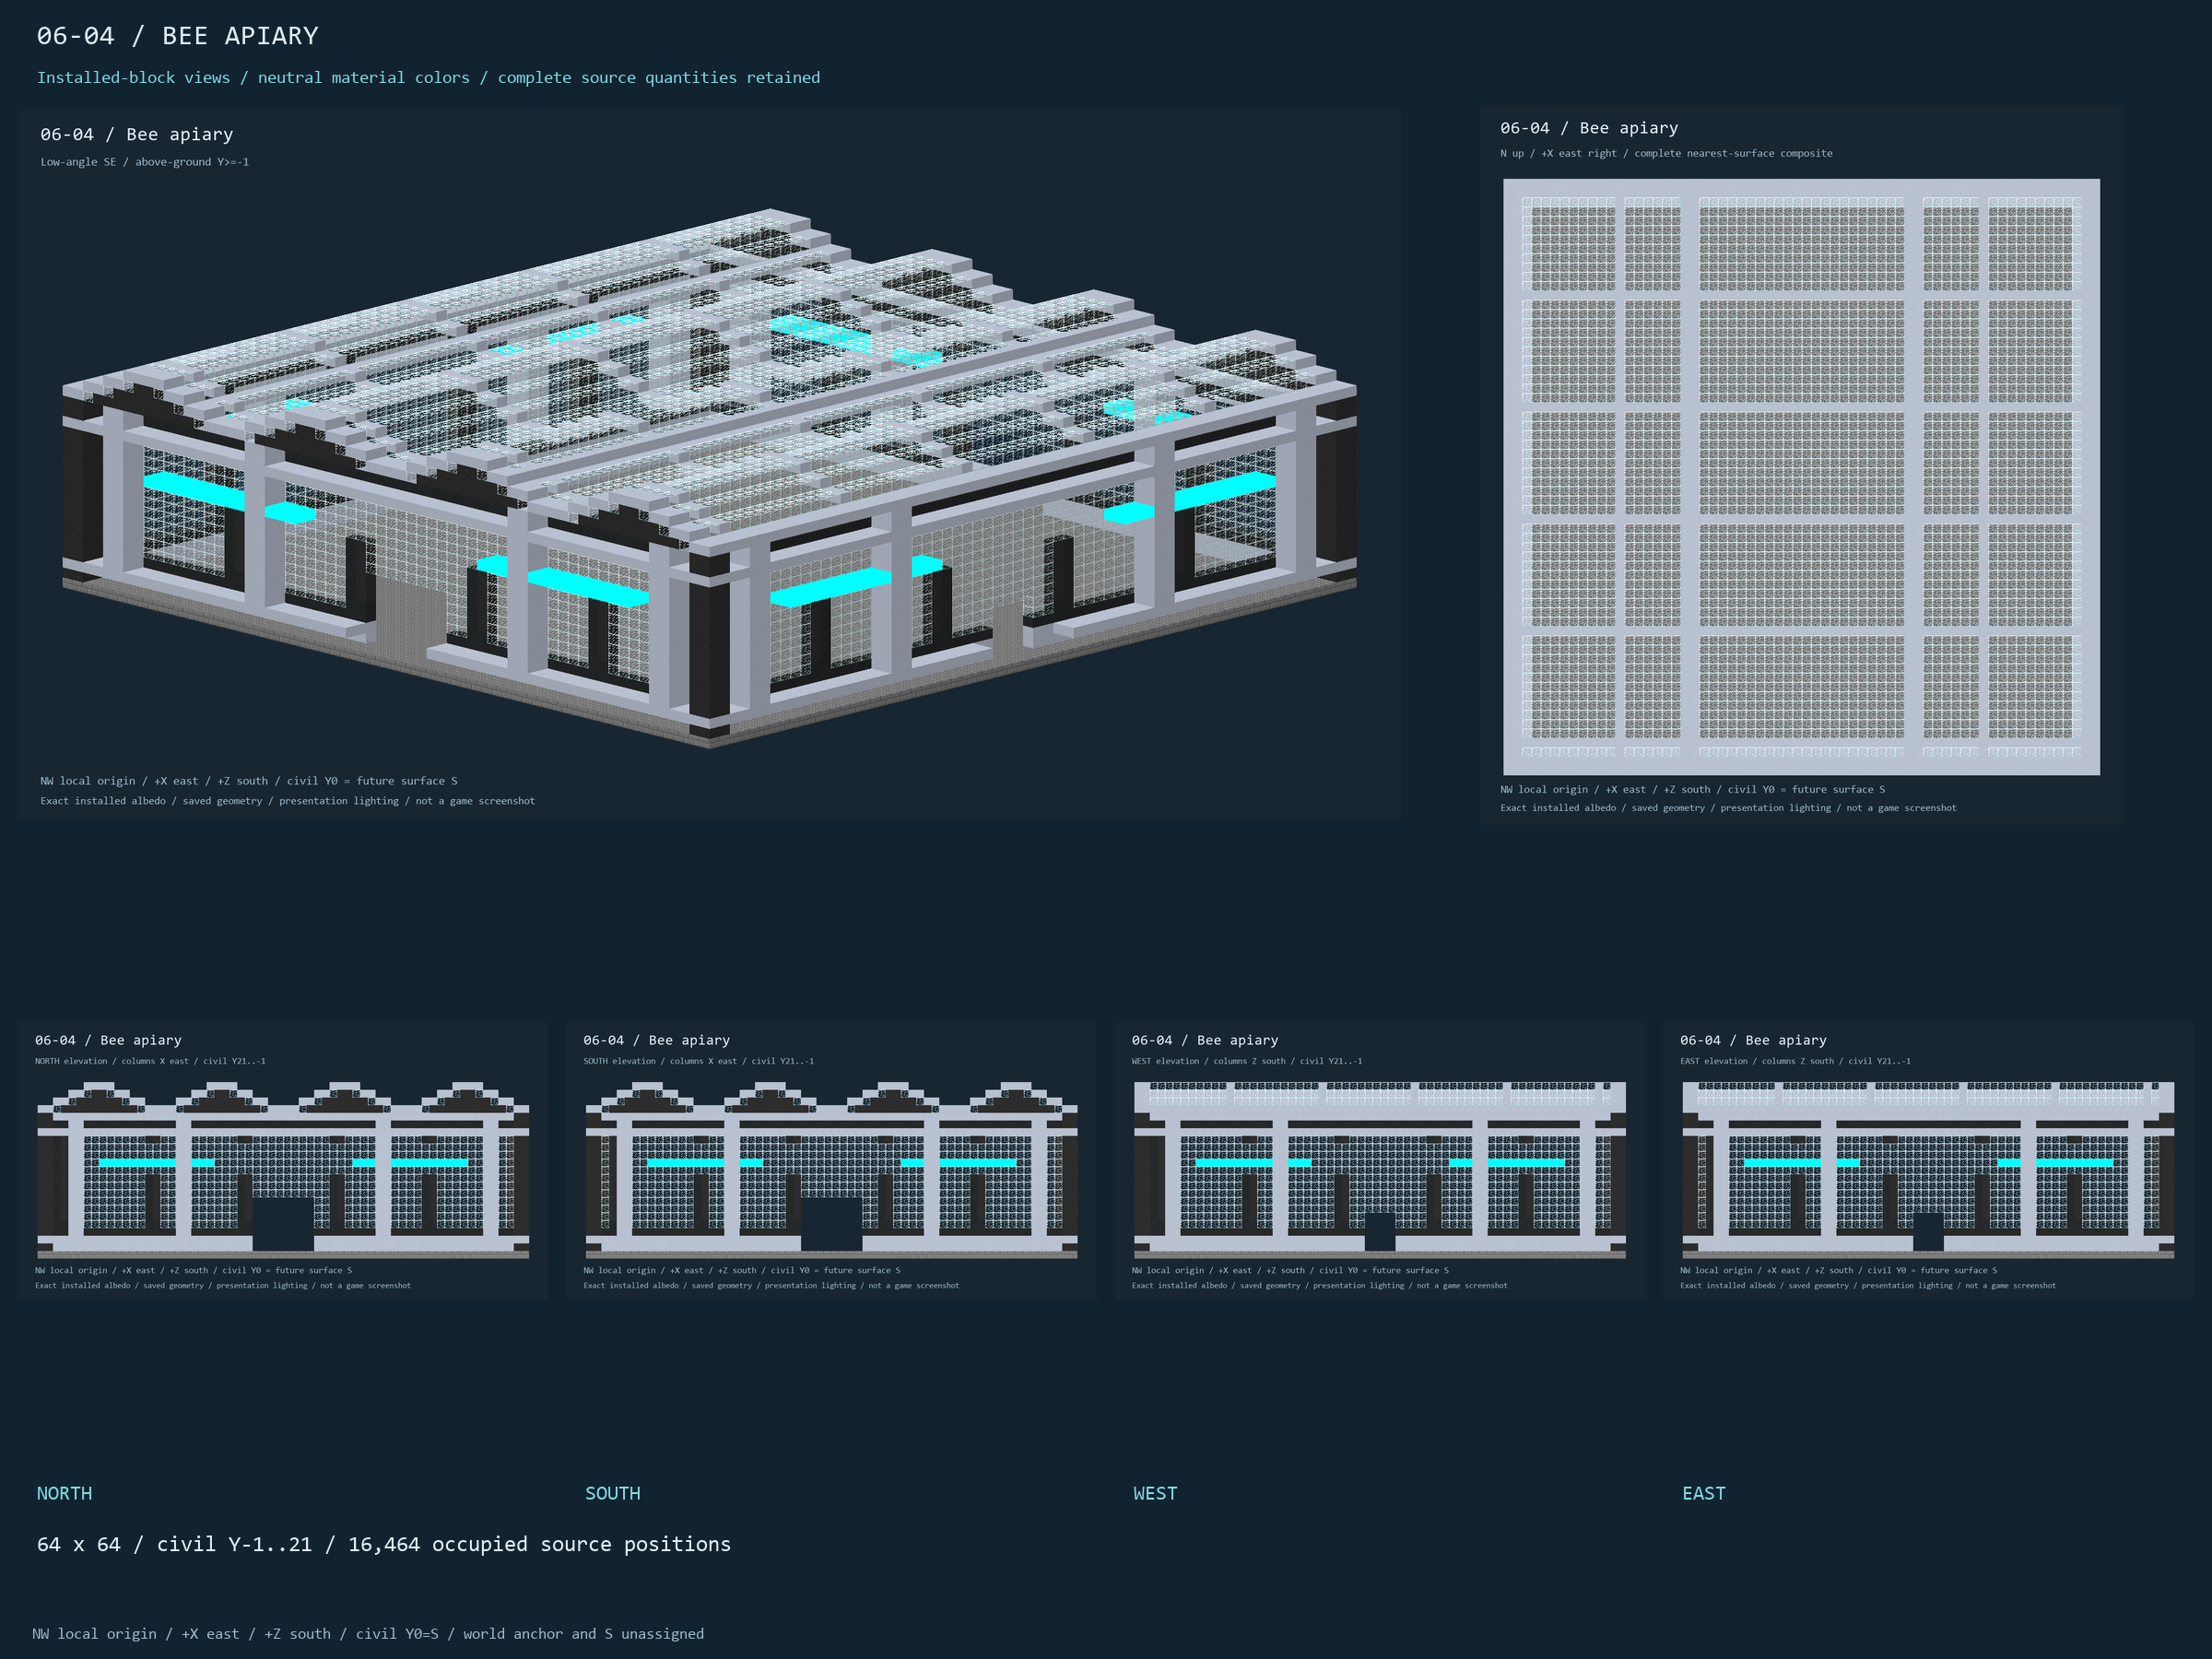 06-04 / BEE APIARY
Installed-block views / neutral material colors / complete source quantities retained
06-04 / Bee apiary
Low-angle SE / above-ground Y>=-1
NW local origin / +X east / +Z south / civil Y0 = future surface S
Exact installed albedo / saved geometry / presentation lighting / not a game screenshot
06-04 / Bee apiary
N up / +X east right / complete nearest-surface composite
NW local origin / +X east / +Z south / civil Y0 = future surface S
Exact installed albedo / saved geometry / presentation lighting / not a game screenshot
06-04 / Bee apiary
NORTH elevation / columns X east / civil Y21..-1
NW local origin / +X east / +Z south / civil Y0 = future surface S
Exact installed albedo / saved geometry / presentation lighting / not a game screenshot
06-04 / Bee apiary
SOUTH elevation / columns X east / civil Y21..-1
NW local origin / +X east / +Z south / civil Y0 = future surface S
Exact installed albedo / saved geometry / presentation lighting / not a game screenshot
06-04 / Bee apiary
WEST elevation / columns Z south / civil Y21..-1
NW local origin / +X east / +Z south / civil Y0 = future surface S
Exact installed albedo / saved geometry / presentation lighting / not a game screenshot
06-04 / Bee apiary
EAST elevation / columns Z south / civil Y21..-1
NW local origin / +X east / +Z south / civil Y0 = future surface S
Exact installed albedo / saved geometry / presentation lighting / not a game screenshot
NORTH
SOUTH
WEST
EAST
64 x 64 / civil Y-1..21 / 16,464 occupied source positions
NW local origin / +X east / +Z south / civil Y0=S / world anchor and S unassigned